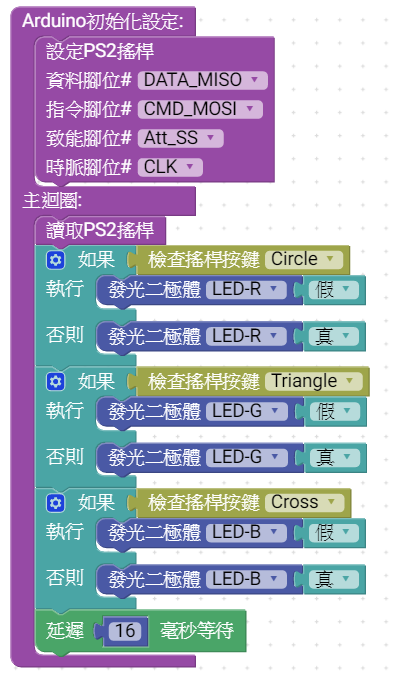 Arduino初始化設定:
設定PS2搖桿
資料腳位# DATA_MISO
指令腳位# CMD_MOSI
致能腳位# Att_SS
時脈腳位# CLK
主迴圈:
讀取PS2搖桿
如果 檢查搖桿按鍵 Circle
執行 發光二極體 LED-R 假
否則 發光二極體 LED-R 真
如果 檢查搖桿按鍵 Triangle
執行 發光二極體 LED-G 假
否則 發光二極體 LED-G 真
如果 檢查搖桿按鍵 Cross
執行 發光二極體 LED-B 假
否則 發光二極體 LED-B 真
延遲 16 毫秒等待